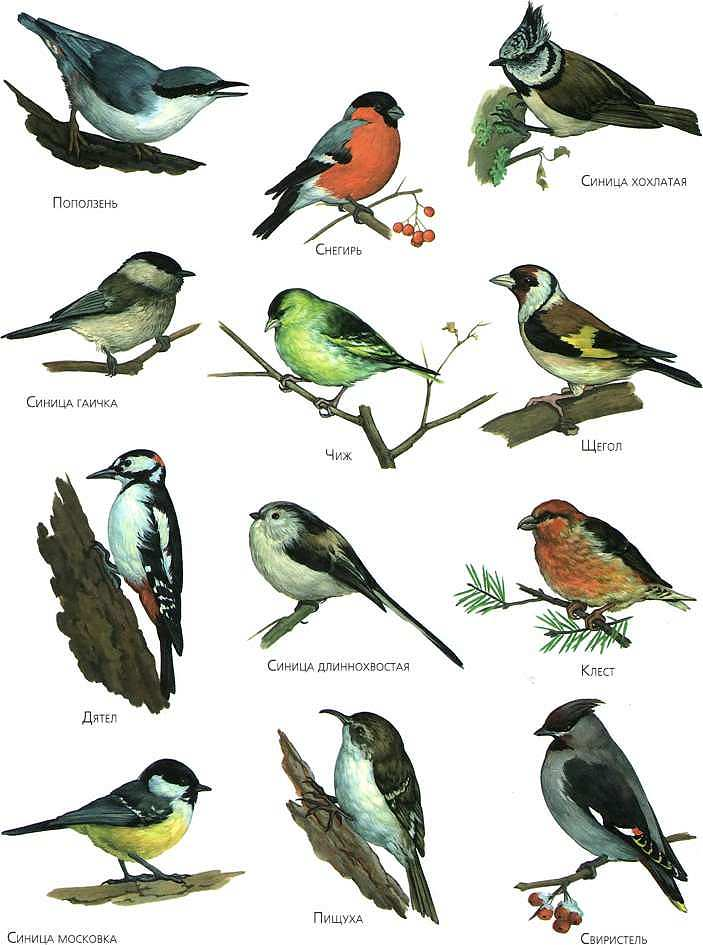 Поползень
Снегирь
Синица хохлатая
Синица гаичка
Чиж
Щегол
Дятел
Синица длиннохвостая
Клест
Синица московка
Пищуха
Свиристель